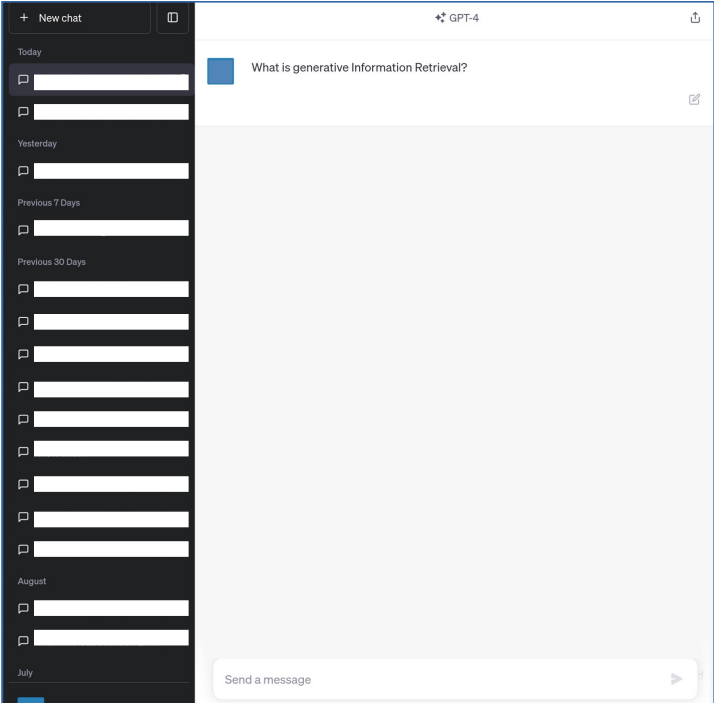 + New chat
Today
Yesterday
Previous 7 Days
Previous 30 Days
August
July
GPT-4
What is generative Information Retrieval?
Send a message